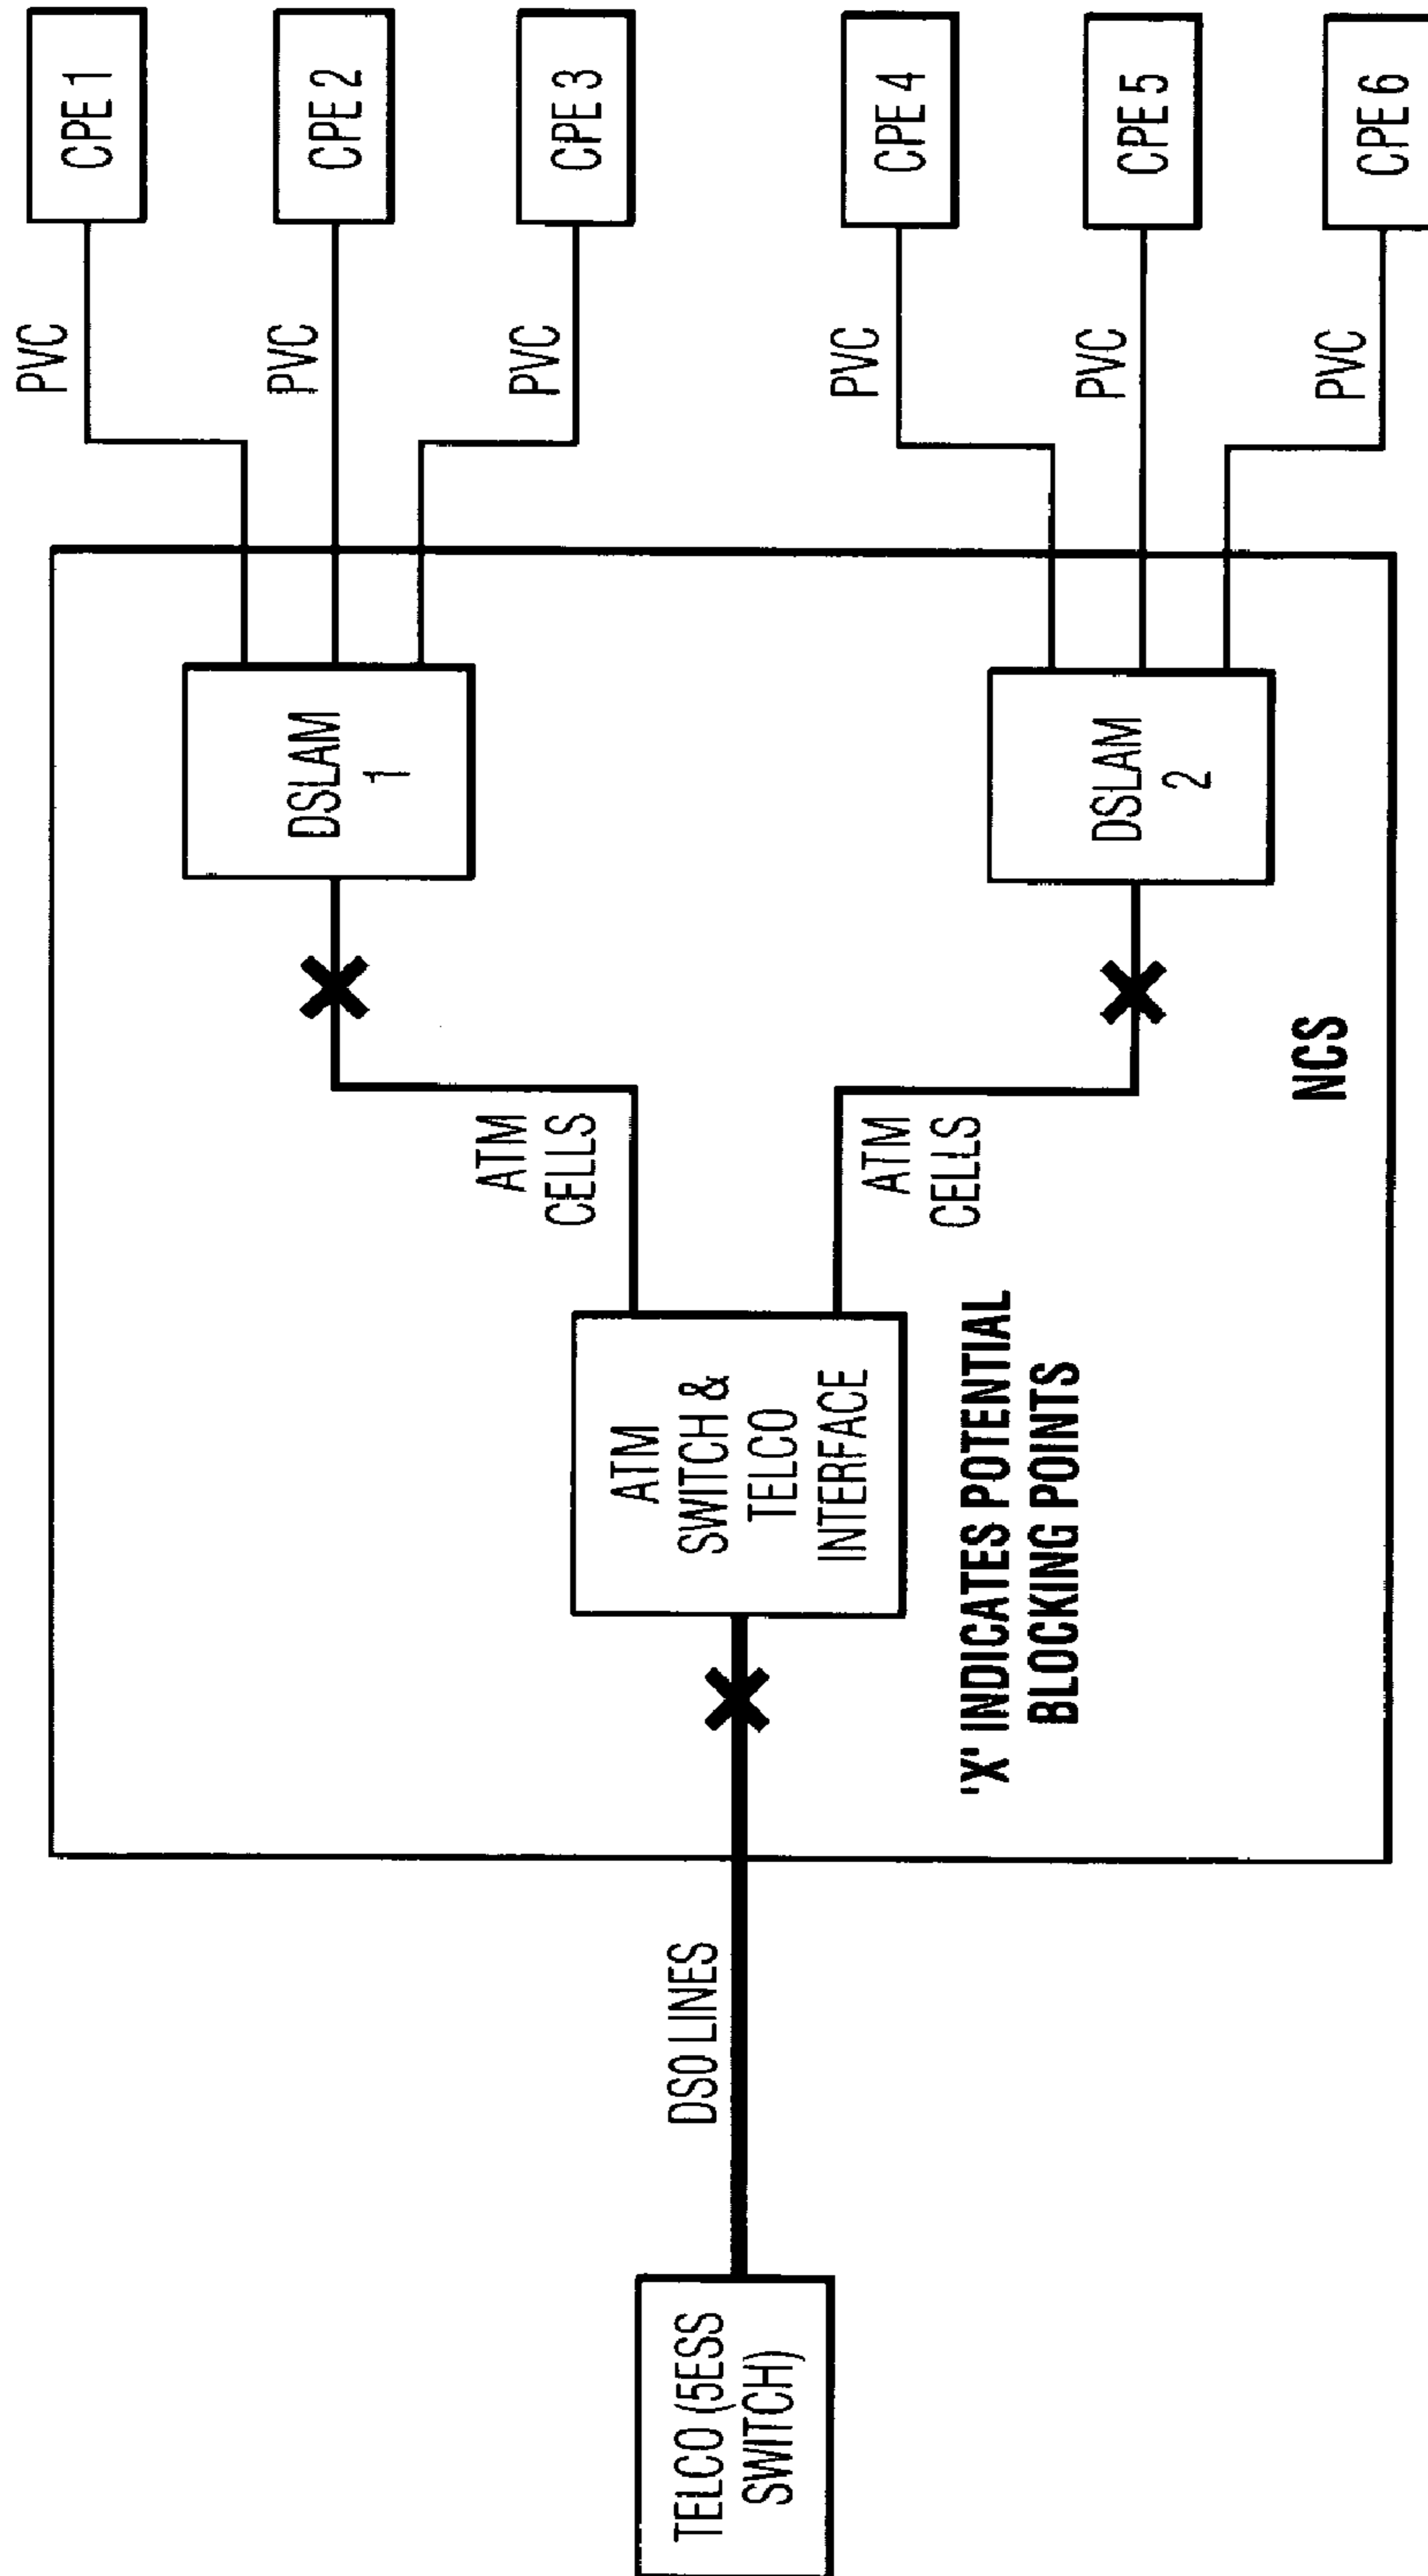 TELCO (5ESS
SWITCH)
DSO LINES
ATM
SWITCH &
TELCO
INTERFACE
'X' INDICATES POTENTIAL
BLOCKING POINTS
ATM
CELLS
ATM
CELLS
NCS
DSLAM
1
DSLAM
2
PVC
PVC
PVC
PVC
PVC
PVC
CPE 1
CPE 2
CPE 3
CPE 4
CPE 5
CPE 6